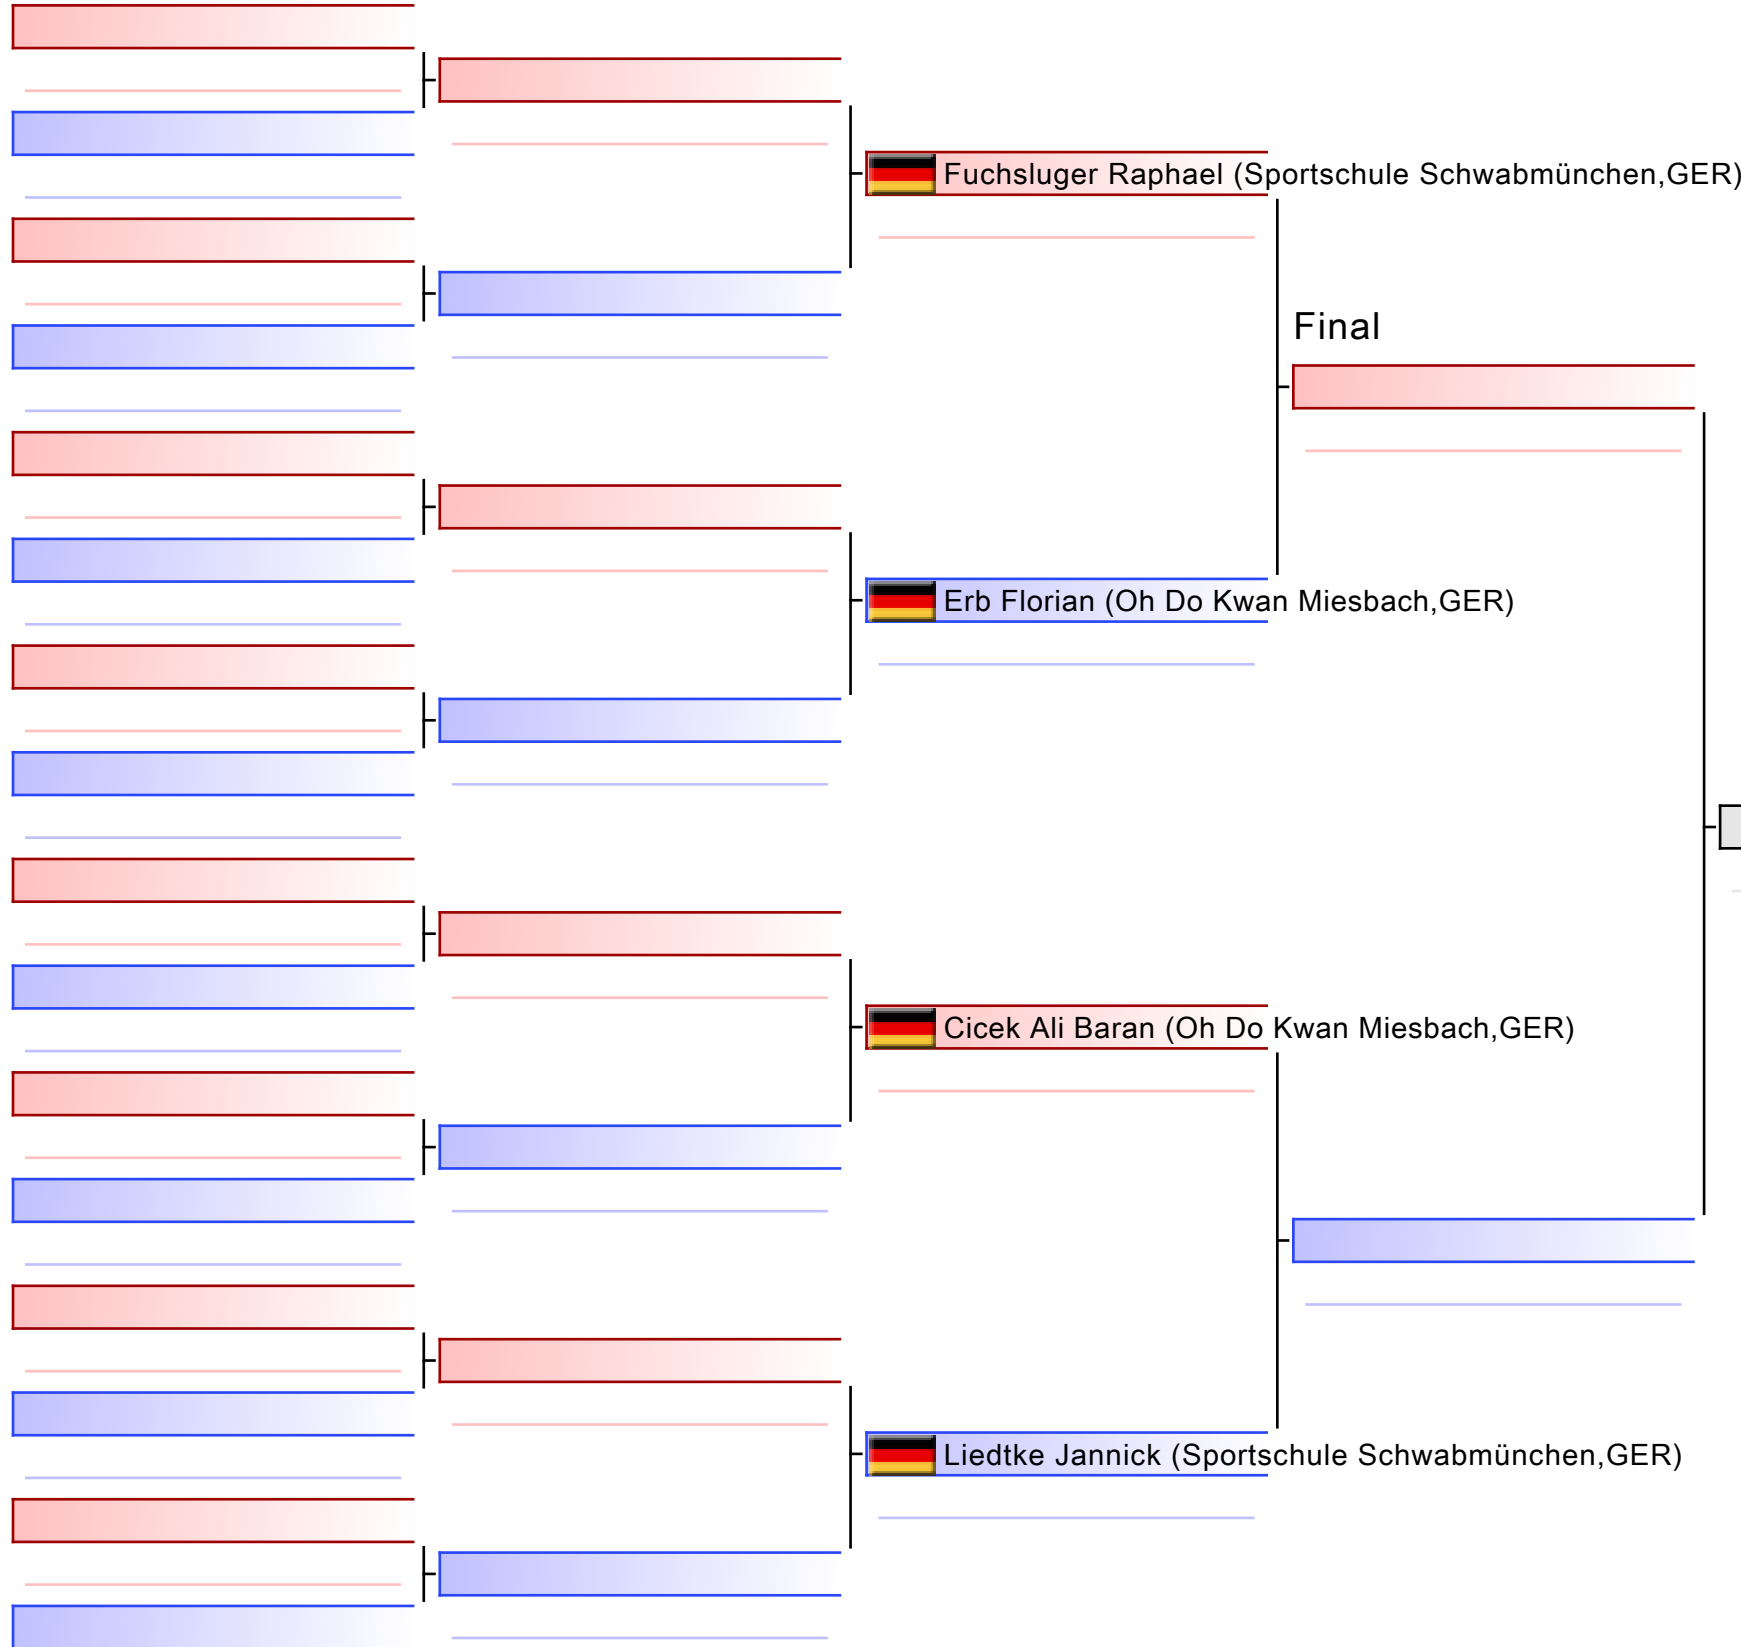 Fuchsluger Raphael (Sportschule Schwabmünchen,GER)
Final
Erb Florian (Oh Do Kwan Miesbach,GER)
Cicek Ali Baran (Oh Do Kwan Miesbach,GER)
Liedtke Jannick (Sportschule Schwabmünchen,GER)